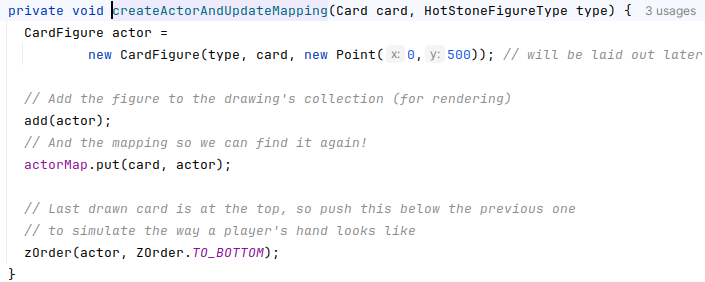 private void createActorAndUpdateMapping(Card card, HotStoneFigureType type) { 3 usages
CardFigure actor =
new CardFigure(type, card, new Point( x: 0, y: 500)); // will be laid out later
// Add the figure to the drawing's collection (for rendering)
add(actor);
// And the mapping so we can find it again!
actorMap.put(card, actor);
// Last drawn card is at the top, so push this below the previous one
// to simulate the way a player's hand looks like
zOrder(actor, ZOrder.TO_BOTTOM);
}